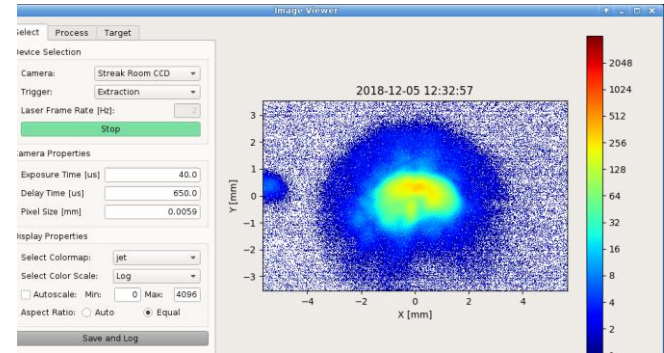 Image Viewer
Select Process Target
Device Selection
Camera: Streak Room CCD
Trigger: Extraction
Laser Frame Rate [Hz]: 2
Stop
Camera Properties
Exposure Time [us] 40.0
Delay Time [us] 650.0
Pixel Size [mm] 0.0059
Display Properties
Select Colormap: jet
Select Color Scale: Log
Autoscale: Min: 0 Max: 4096
Aspect Ratio: Auto Equal
Save and Log
2018-12-05 12:32:57
3
2
1
0
−1
−2
−3
Y [mm]
−4 −2 0 2 4
X [mm]
2048
1024
512
256
128
64
32
16
8
4
2